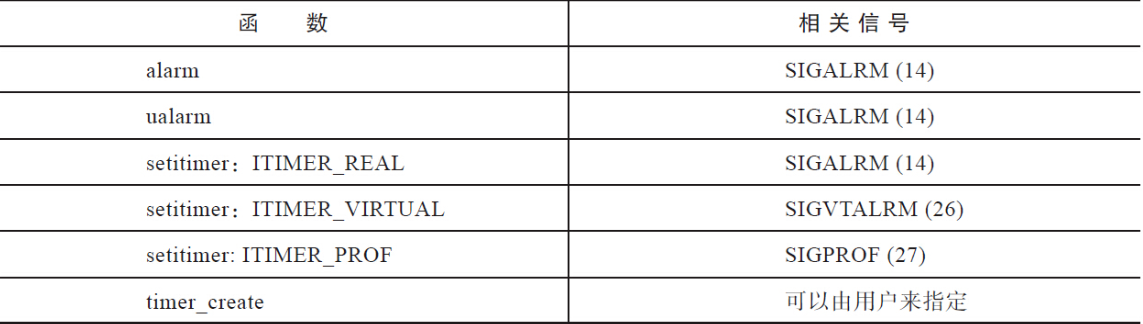 函 数 相关信号
alarm SIGALRM (14)
ualarm SIGALRM (14)
setitimer：ITIMER_REAL SIGALRM (14)
setitimer：ITIMER_VIRTUAL SIGVTALRM (26)
setitimer: ITIMER_PROF SIGPROF (27)
timer_create 可以由用户来指定